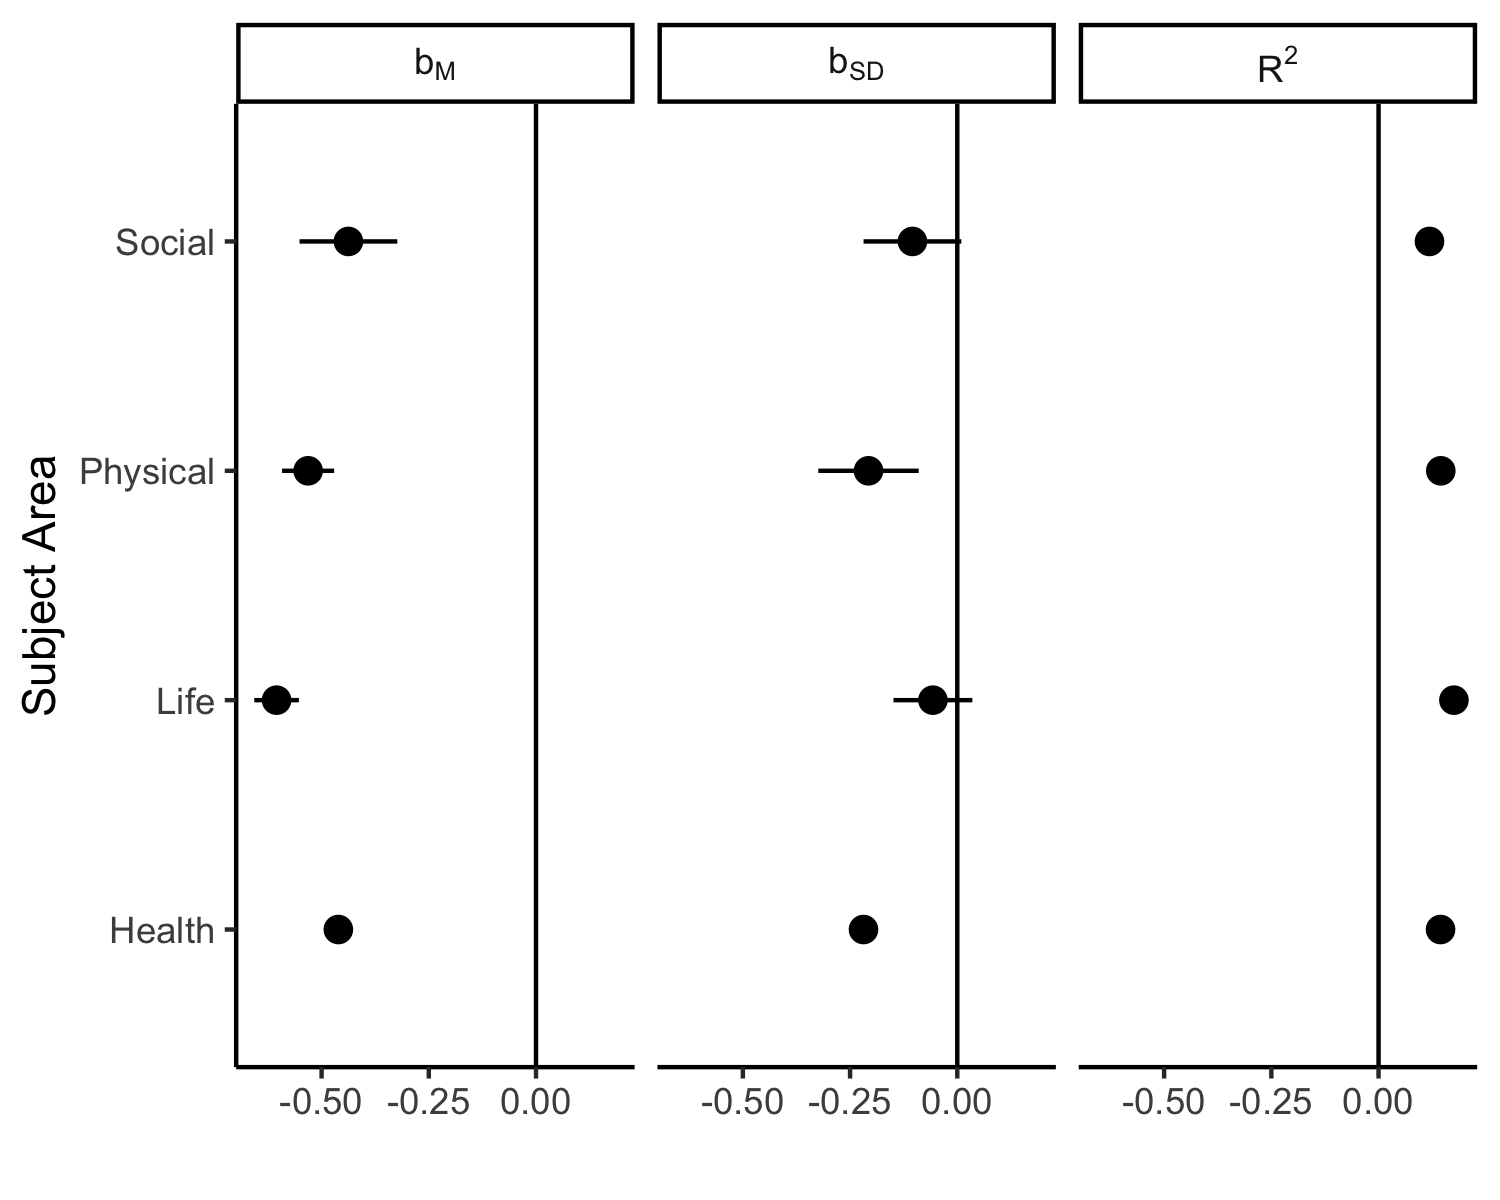 b_M b_SD R²
Social
Physical
Life
Health
Subject Area
-0.50 -0.25 0.00 -0.50 -0.25 0.00 -0.50 -0.25 0.00